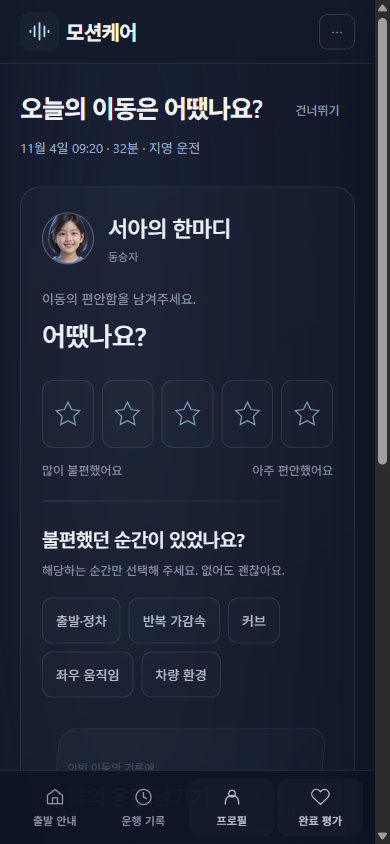 모션케어
...
오늘의 이동은 어땠나요?
건너뛰기
11월 4일 09:20 · 32분 · 지영 운전
서아의 한마디
동승자
이동의 편안함을 남겨주세요.
어땠나요?
많이 불편했어요
아주 편안했어요
불편했던 순간이 있었나요?
해당하는 순간만 선택해 주세요. 없어도 괜찮아요.
출발·정차
반복 가감속
커브
좌우 움직임
차량 환경
이번 이동의 기록에
출발 안내
운행 기록
프로필
완료 평가